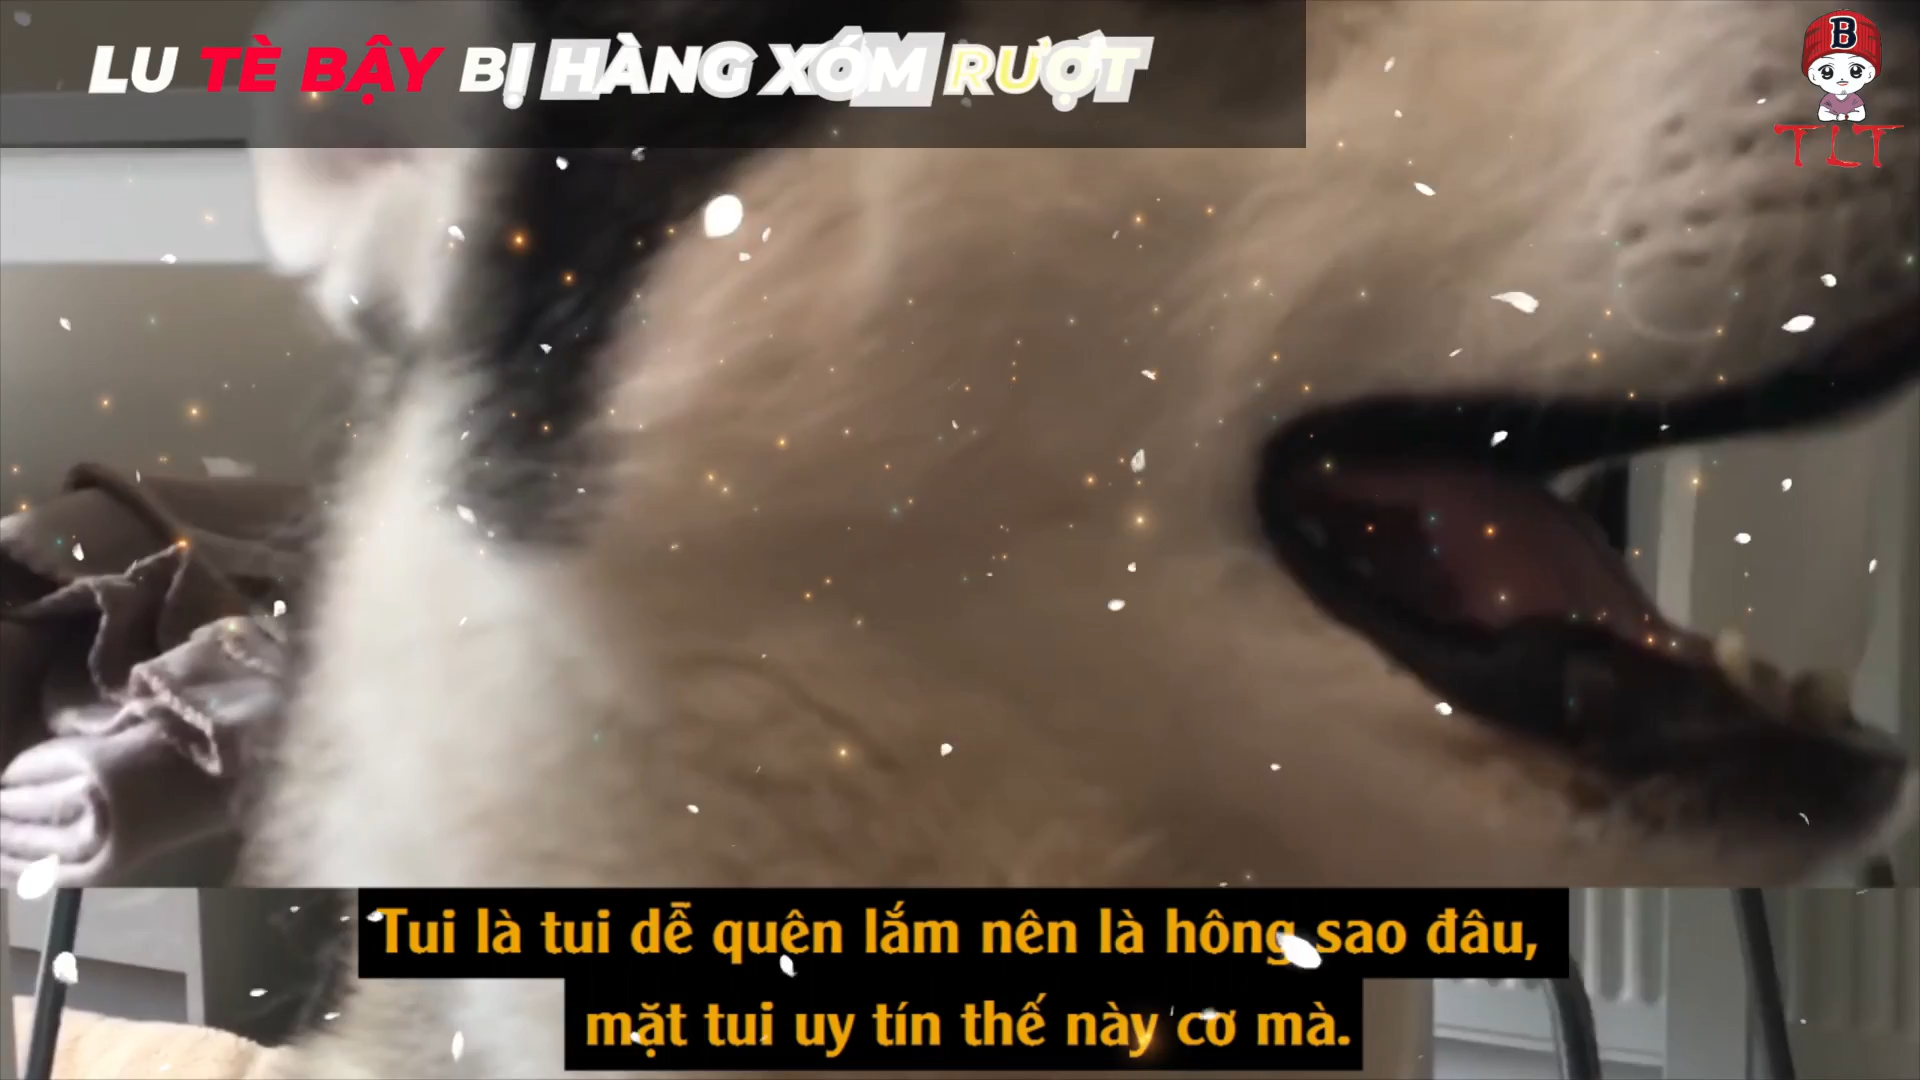 LU TÈ BẬY BỊ HÀNG XÓM RƯỢT
B
TLT
Tui là tui dễ quên lắm nên là hông sao đâu,
mặt tui uy tín thế này cơ mà.